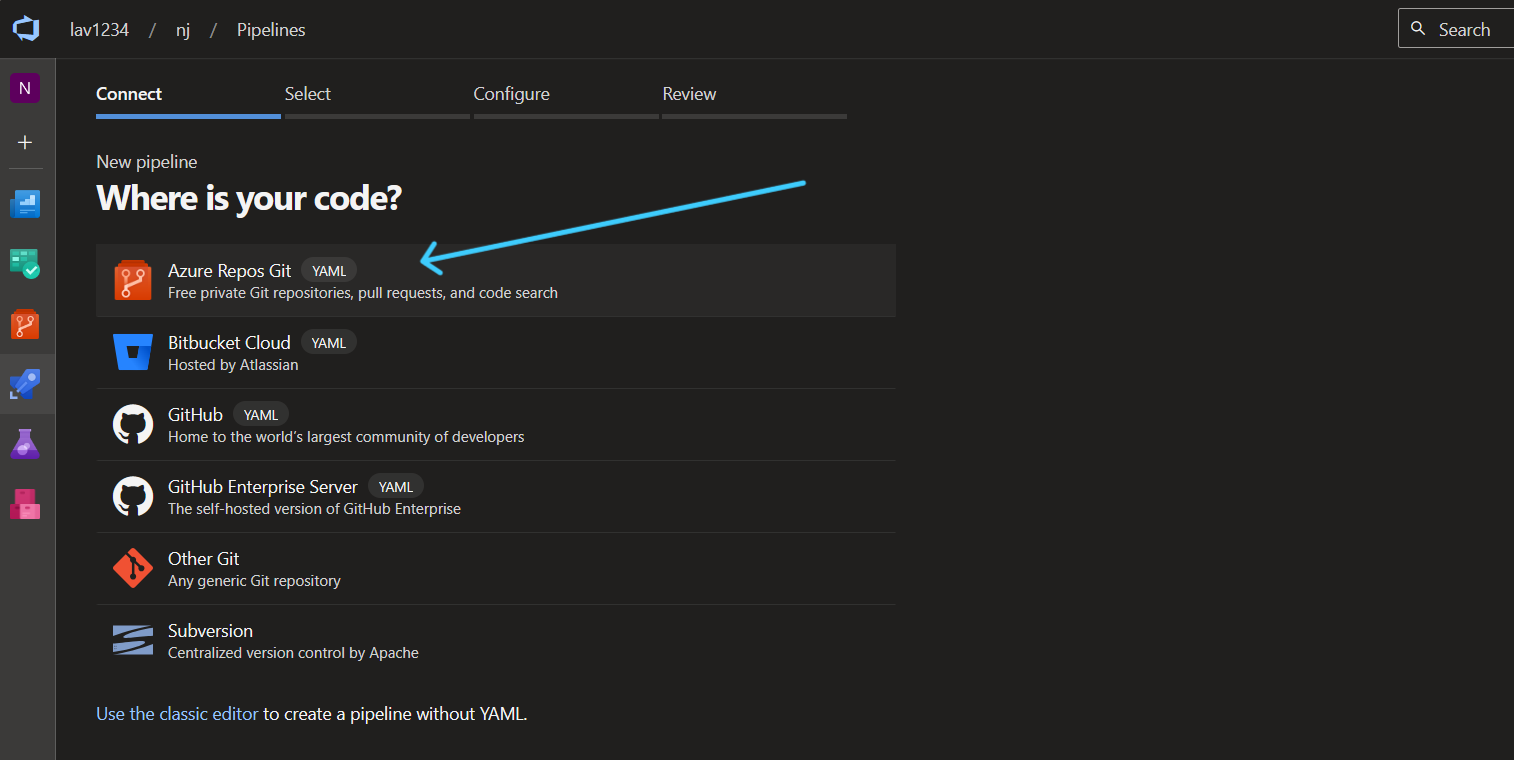 lav1234 / nj / Pipelines
Search
N
Connect
Select
Configure
Review
New pipeline
Where is your code?
Azure Repos Git YAML
Free private Git repositories, pull requests, and code search
Bitbucket Cloud YAML
Hosted by Atlassian
GitHub YAML
Home to the world’s largest community of developers
GitHub Enterprise Server YAML
The self-hosted version of GitHub Enterprise
Other Git
Any generic Git repository
Subversion
Centralized version control by Apache
Use the classic editor to create a pipeline without YAML.